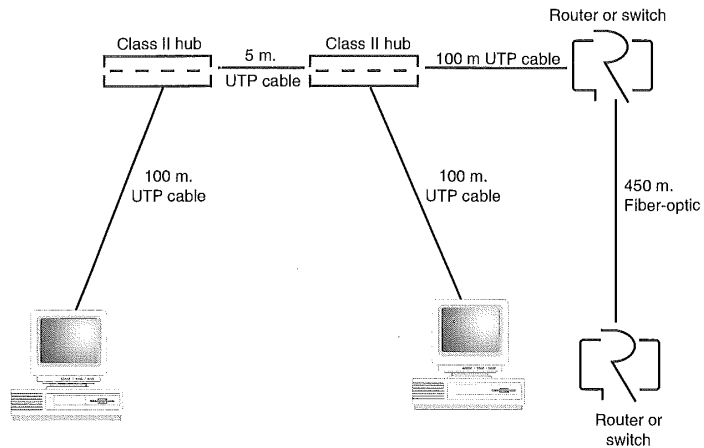 Router or switch
Class II hub
5 m.
UTP cable
Class II hub
100 m UTP cable
100 m.
UTP cable
100 m.
UTP cable
450 m.
Fiber-optic
Router or
switch